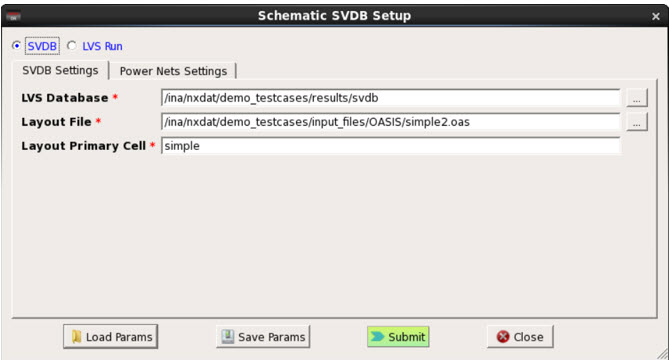 Schematic SVDB Setup
SVDB LVS Run
SVDB Settings Power Nets Settings
LVS Database * /ina/nxdat/demo_testcases/results/svdb ...
Layout File * /ina/nxdat/demo_testcases/input_files/OASIS/simple2.oas ...
Layout Primary Cell * simple
Load Params Save Params Submit Close